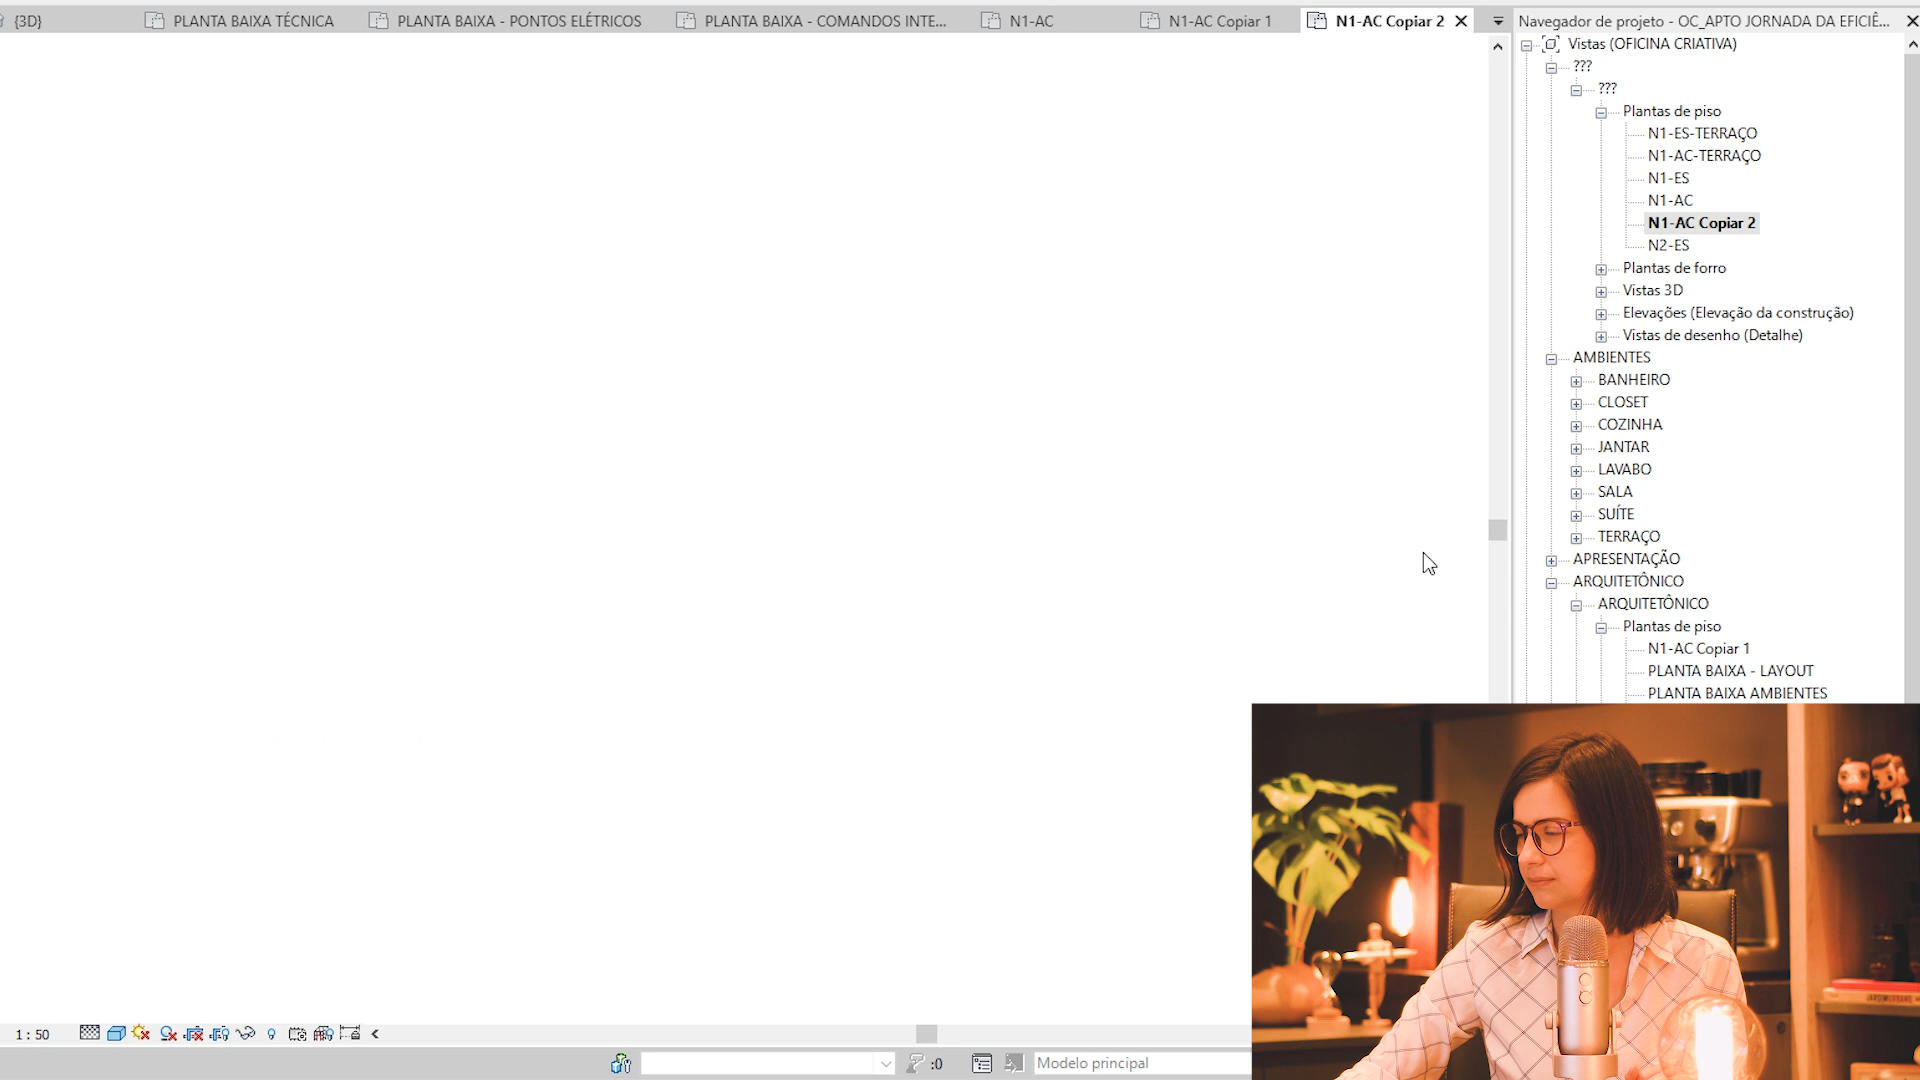 {3D}
PLANTA BAIXA TÉCNICA
PLANTA BAIXA - PONTOS ELÉTRICOS
PLANTA BAIXA - COMANDOS INTE...
N1-AC
N1-AC Copiar 1
N1-AC Copiar 2
Navegador de projeto - OC_APTO JORNADA DA EFICIÊ...
Vistas (OFICINA CRIATIVA)
???
???
Plantas de piso
N1-ES-TERRAÇO
N1-AC-TERRAÇO
N1-ES
N1-AC
N1-AC Copiar 2
N2-ES
Plantas de forro
Vistas 3D
Elevações (Elevação da construção)
Vistas de desenho (Detalhe)
AMBIENTES
BANHEIRO
CLOSET
COZINHA
JANTAR
LAVABO
SALA
SUÍTE
TERRAÇO
APRESENTAÇÃO
ARQUITETÔNICO
ARQUITETÔNICO
Plantas de piso
N1-AC Copiar 1
PLANTA BAIXA - LAYOUT
PLANTA BAIXA AMBIENTES
1 : 50
:0
Modelo principal